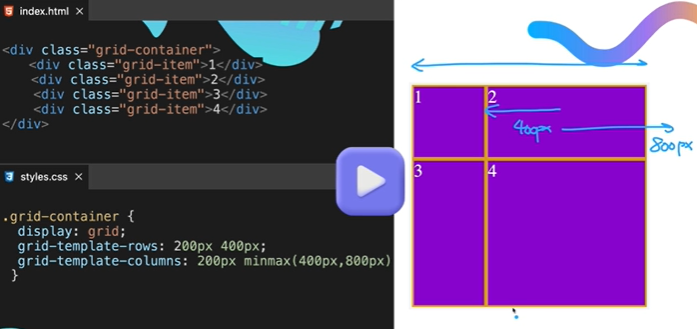 index.html ×
<div class="grid-container">
<div class="grid-item">1</div>
<div class="grid-item">2</div>
<div class="grid-item">3</div>
<div class="grid-item">4</div>
</div>
styles.css ×
.grid-container {
display: grid;
grid-template-rows: 200px 400px;
grid-template-columns: 200px minmax(400px,800px)
}
1 2
400px
800px
3 4